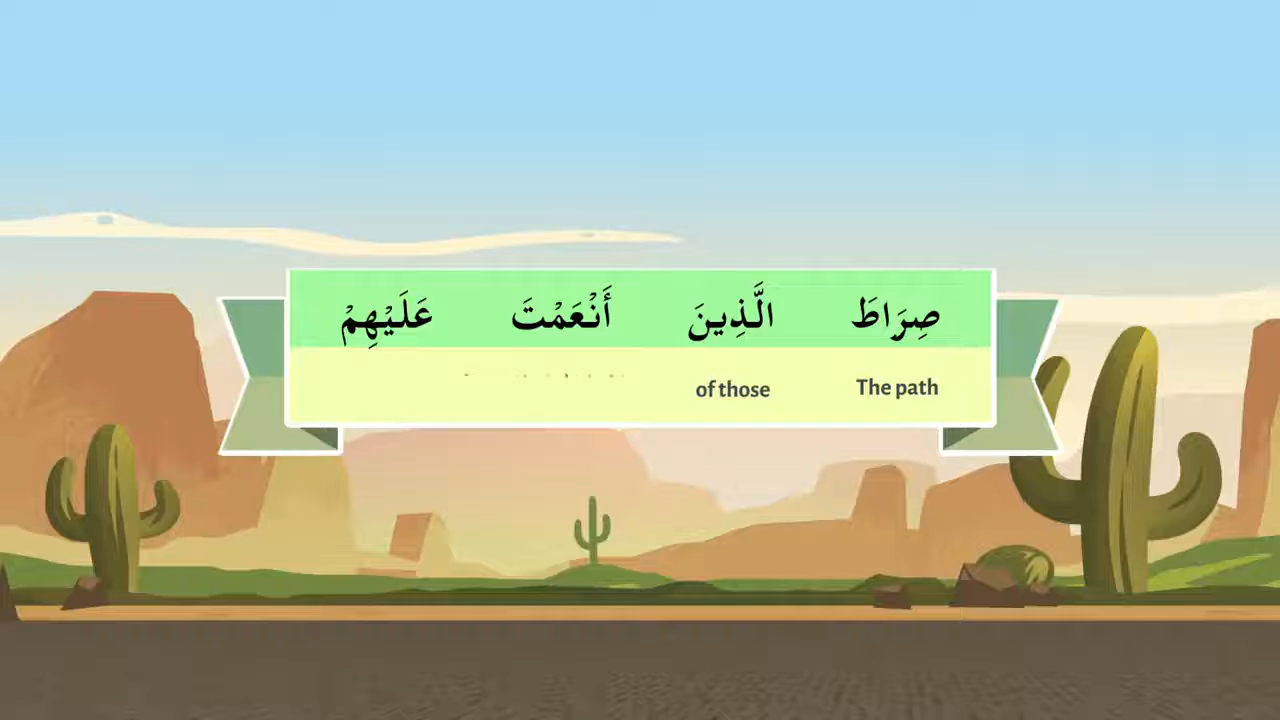 صِرَاطَ الَّذِينَ أَنْعَمْتَ عَلَيْهِمْ
The path of those